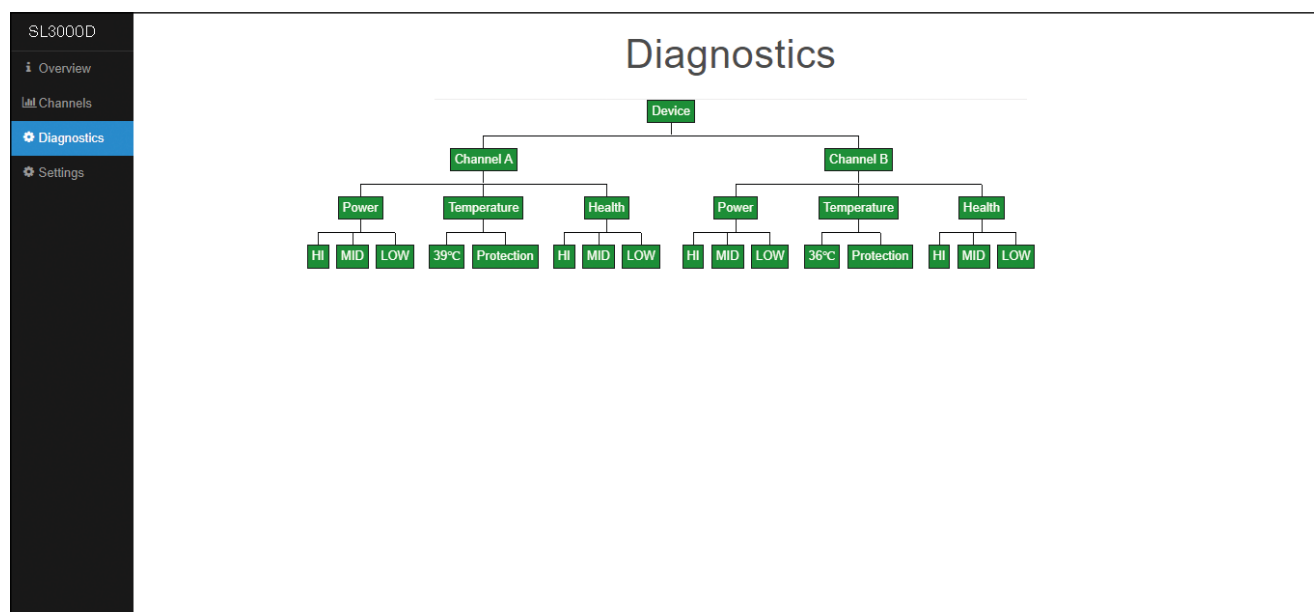 SL3000D
Overview
Channels
Diagnostics
Settings
Diagnostics
Device
Channel A Channel B
Power Temperature Health Power Temperature Health
HI MID LOW 39℃ Protection HI MID LOW HI MID LOW 36℃ Protection HI MID LOW